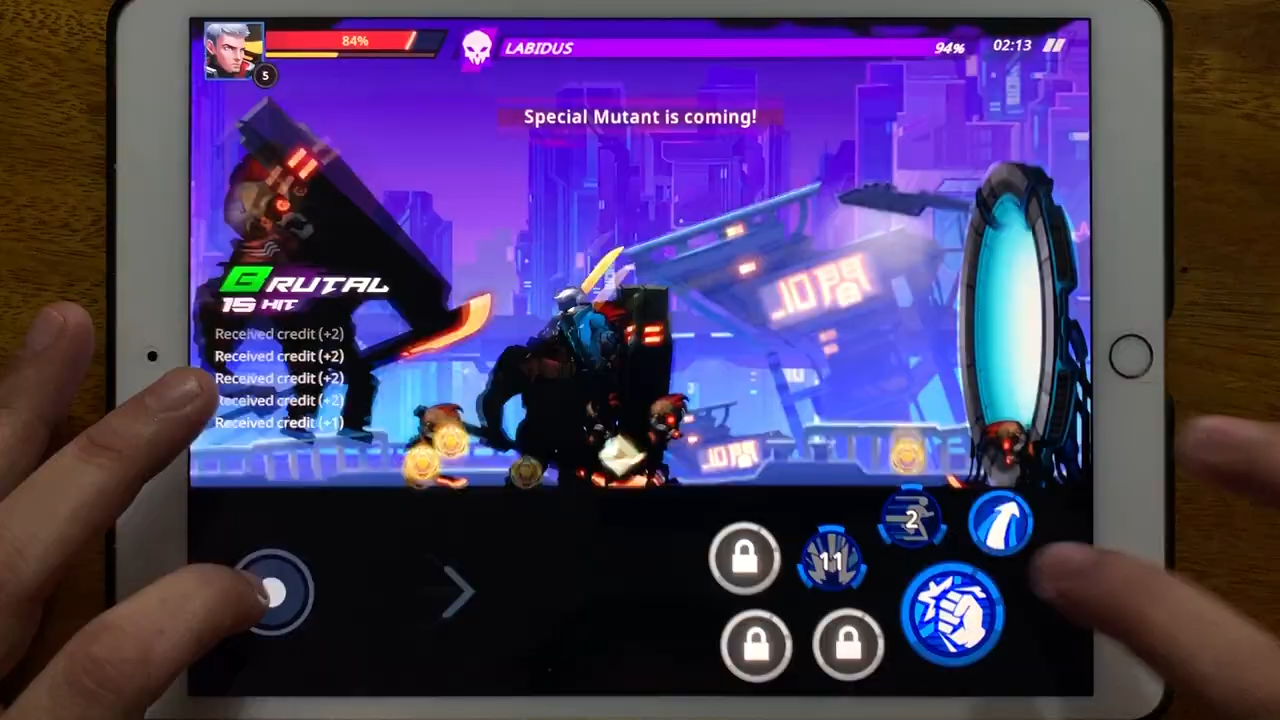 84%
5
LABIDUS
94%
02:13
Special Mutant is coming!
BRUTAL
15 HIT
Received credit (+2)
Received credit (+2)
Received credit (+2)
Received credit (+2)
Received credit (+1)
2
11